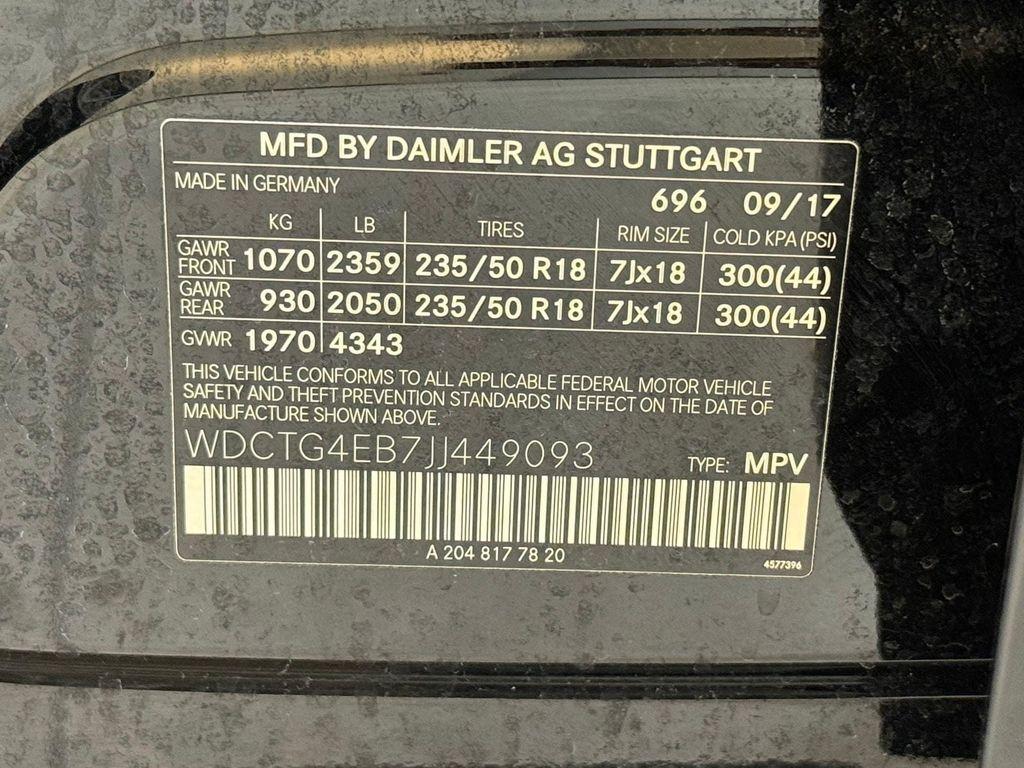 MFD BY DAIMLER AG STUTTGART
MADE IN GERMANY
696 09/17
KG LB TIRES RIM SIZE COLD KPA (PSI)
GAWR FRONT 1070 2359 235/50 R18 7Jx18 300(44)
GAWR REAR 930 2050 235/50 R18 7Jx18 300(44)
GVWR 1970 4343
THIS VEHICLE CONFORMS TO ALL APPLICABLE FEDERAL MOTOR VEHICLE
SAFETY AND THEFT PREVENTION STANDARDS IN EFFECT ON THE DATE OF
MANUFACTURE SHOWN ABOVE.
WDCTG4EB7JJ449093 TYPE: MPV
A 204 817 78 20
4577396